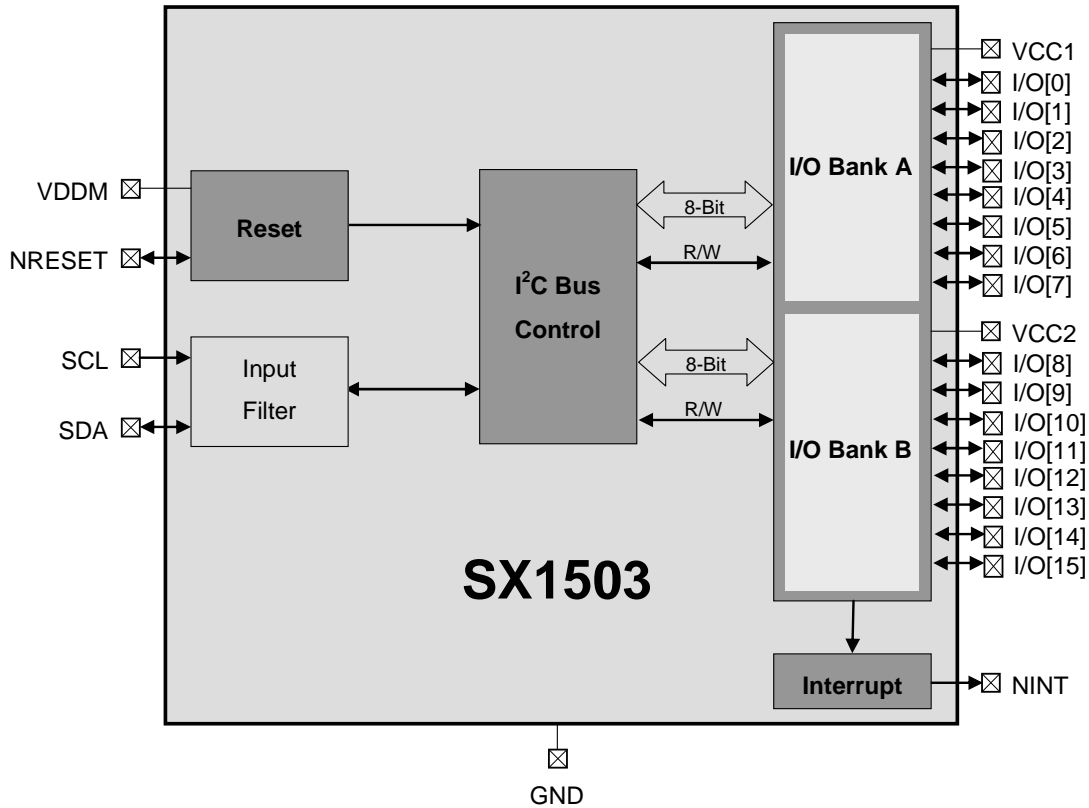 VDDM
NRESET
SCL
SDA
Reset
Input
Filter
I²C Bus
Control
8-Bit
R/W
8-Bit
R/W
I/O Bank A
I/O Bank B
VCC1
I/O[0]
I/O[1]
I/O[2]
I/O[3]
I/O[4]
I/O[5]
I/O[6]
I/O[7]
VCC2
I/O[8]
I/O[9]
I/O[10]
I/O[11]
I/O[12]
I/O[13]
I/O[14]
I/O[15]
SX1503
Interrupt
NINT
GND